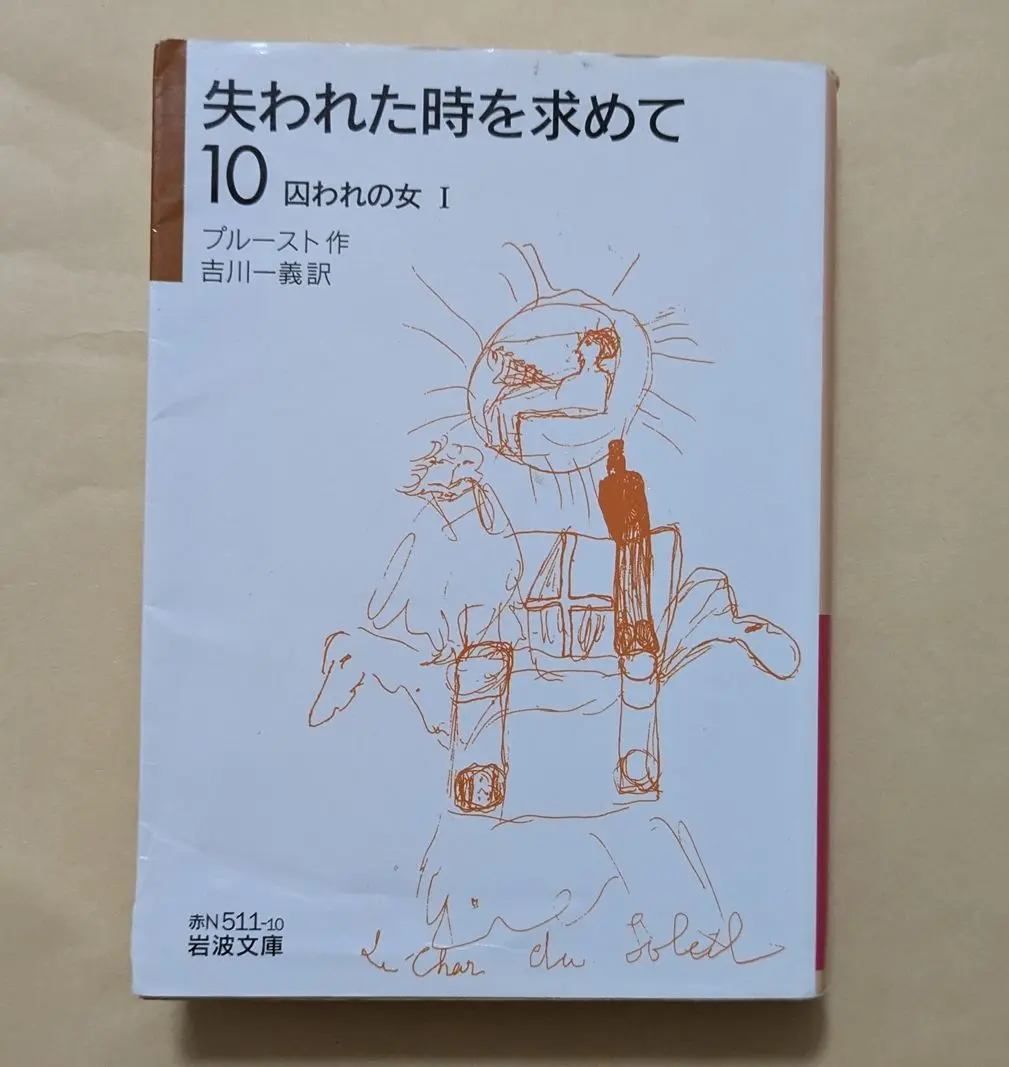 失われた時を求めて
10 囚われの女 I
プルースト 作
吉川一義 訳
赤N 511-10
岩波文庫
Le Char du Soleil